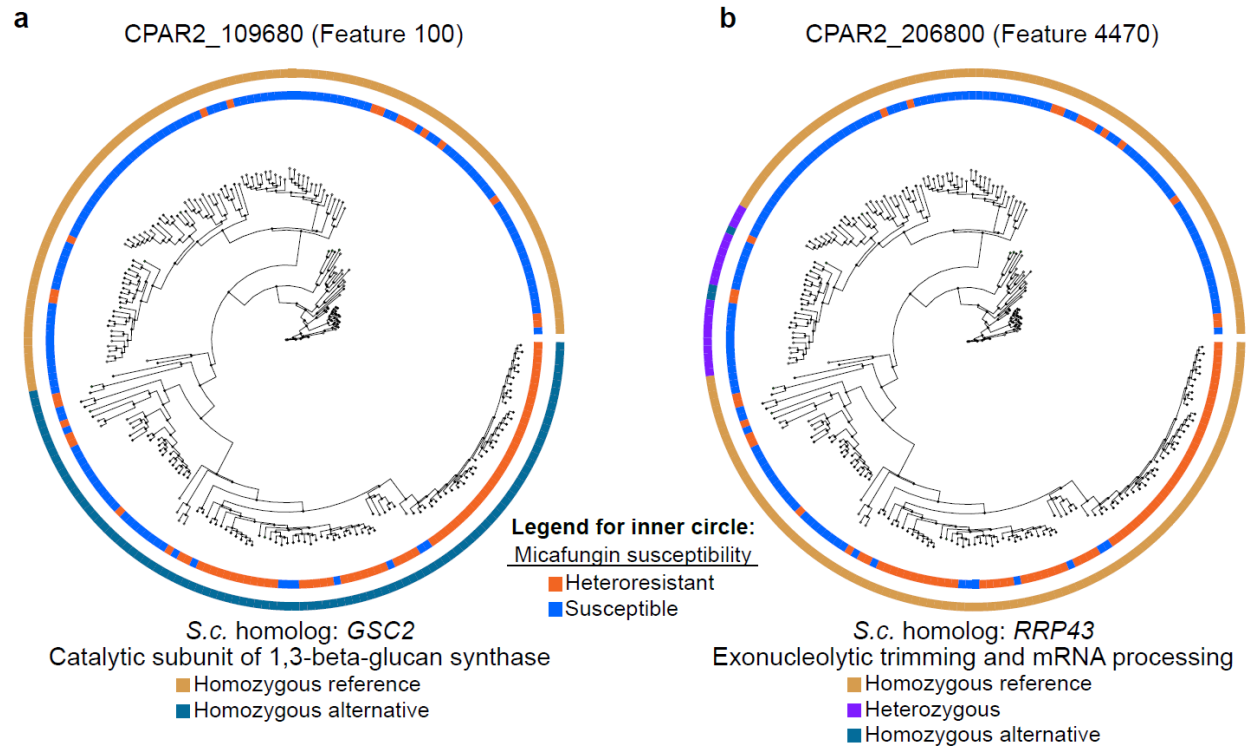 a
CPAR2_109680 (Feature 100)
b
CPAR2_206800 (Feature 4470)
Legend for inner circle:
Micafungin susceptibility
Heteroresistant
Susceptible
S.c. homolog: GSC2
Catalytic subunit of 1,3-beta-glucan synthase
Homozygous reference
Homozygous alternative
S.c. homolog: RRP43
Exonucleolytic trimming and mRNA processing
Homozygous reference
Heterozygous
Homozygous alternative